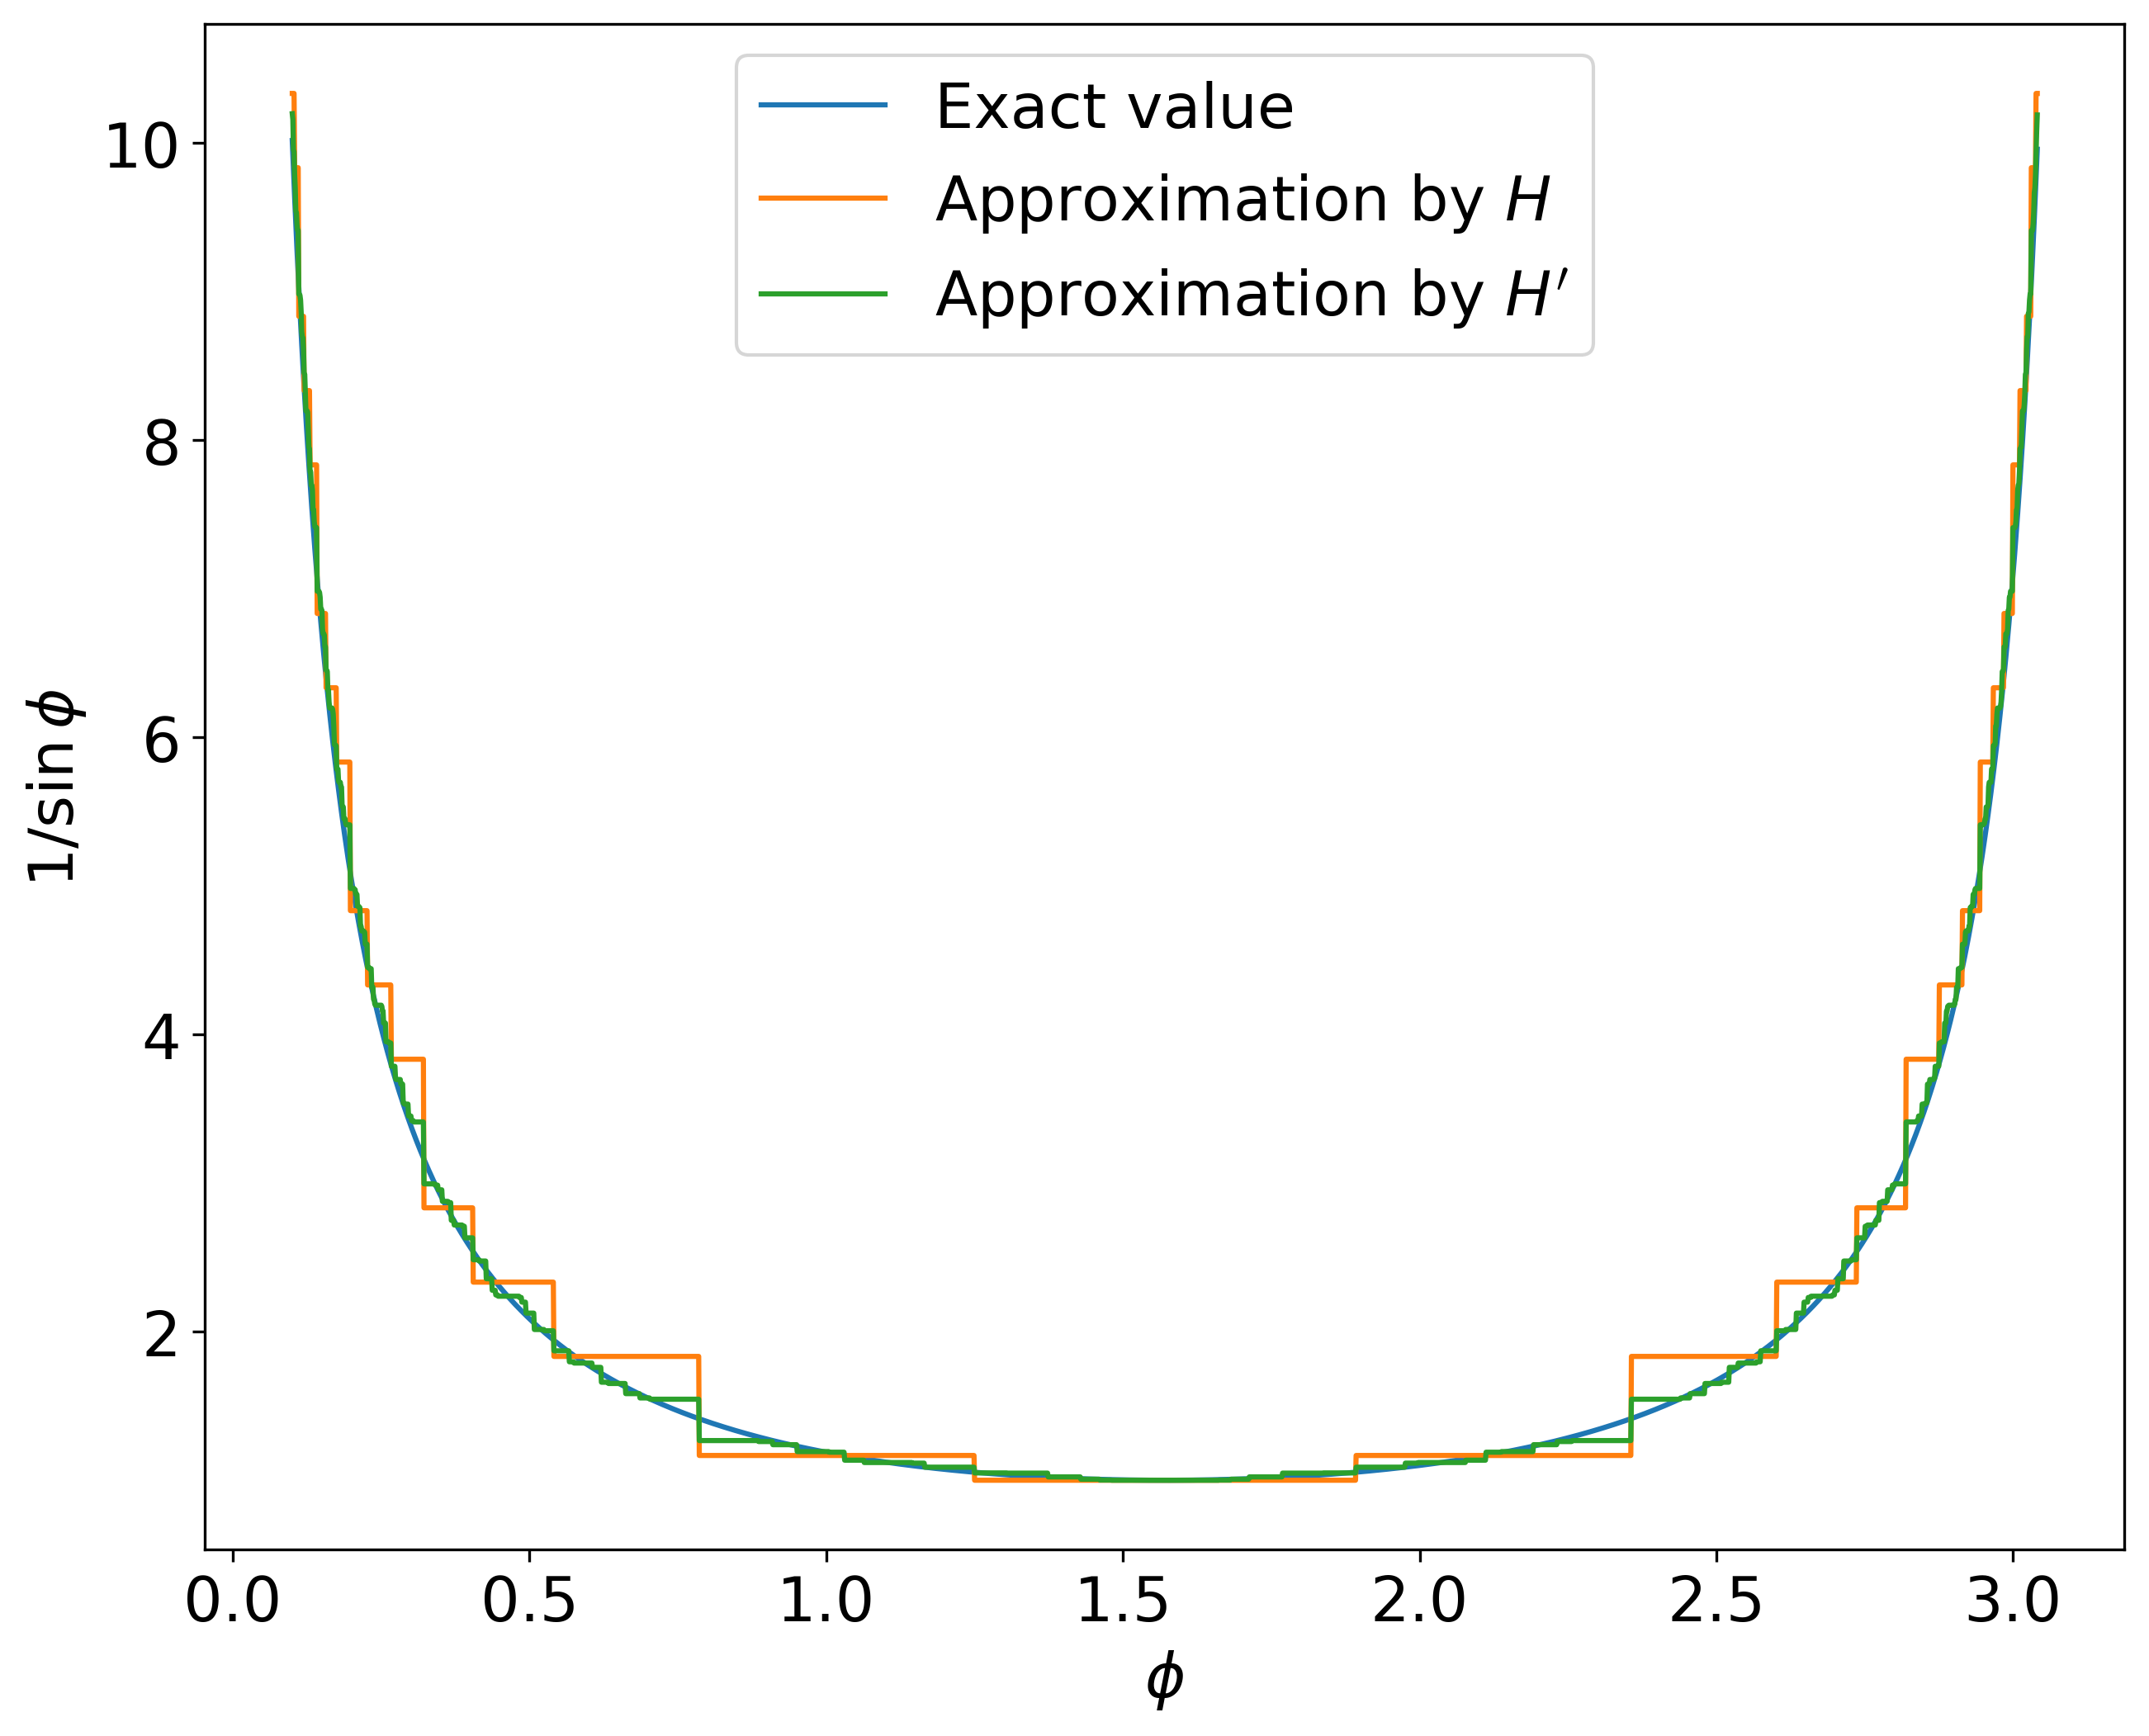 Exact value
Approximation by H
Approximation by H′
10
8
6
4
2
1/sin ϕ
0.0 0.5 1.0 1.5 2.0 2.5 3.0
ϕ